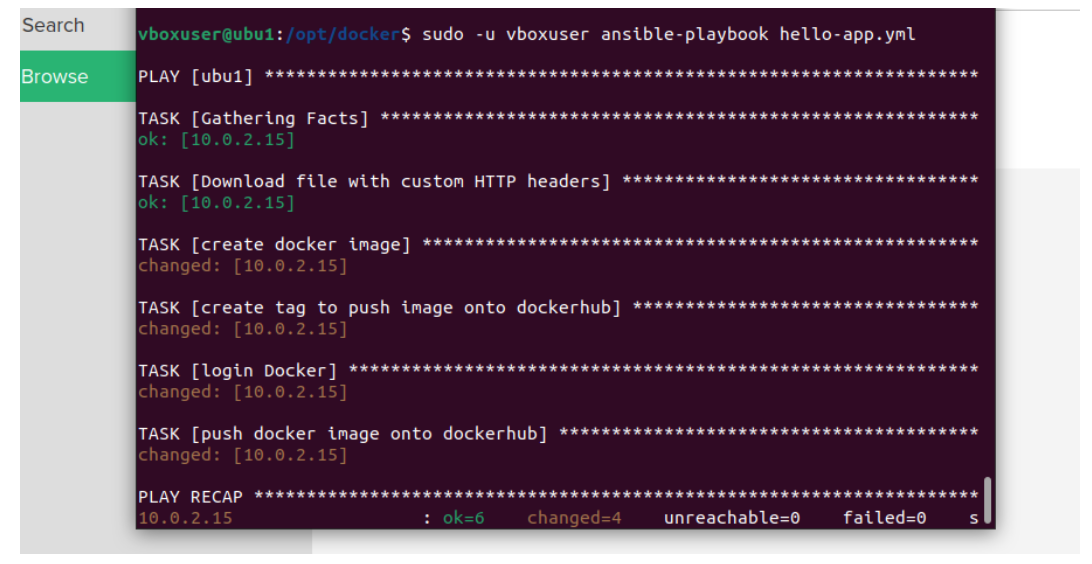 Search
Browse
vboxuser@ubu1:/opt/docker$ sudo -u vboxuser ansible-playbook hello-app.yml
PLAY [ubu1] ********************************************************************
TASK [Gathering Facts] *********************************************************
ok: [10.0.2.15]
TASK [Download file with custom HTTP headers] **********************************
ok: [10.0.2.15]
TASK [create docker image] *****************************************************
changed: [10.0.2.15]
TASK [create tag to push image onto dockerhub] *********************************
changed: [10.0.2.15]
TASK [login Docker] ************************************************************
changed: [10.0.2.15]
TASK [push docker image onto dockerhub] ****************************************
changed: [10.0.2.15]
PLAY RECAP *********************************************************************
10.0.2.15 : ok=6 changed=4 unreachable=0 failed=0 s